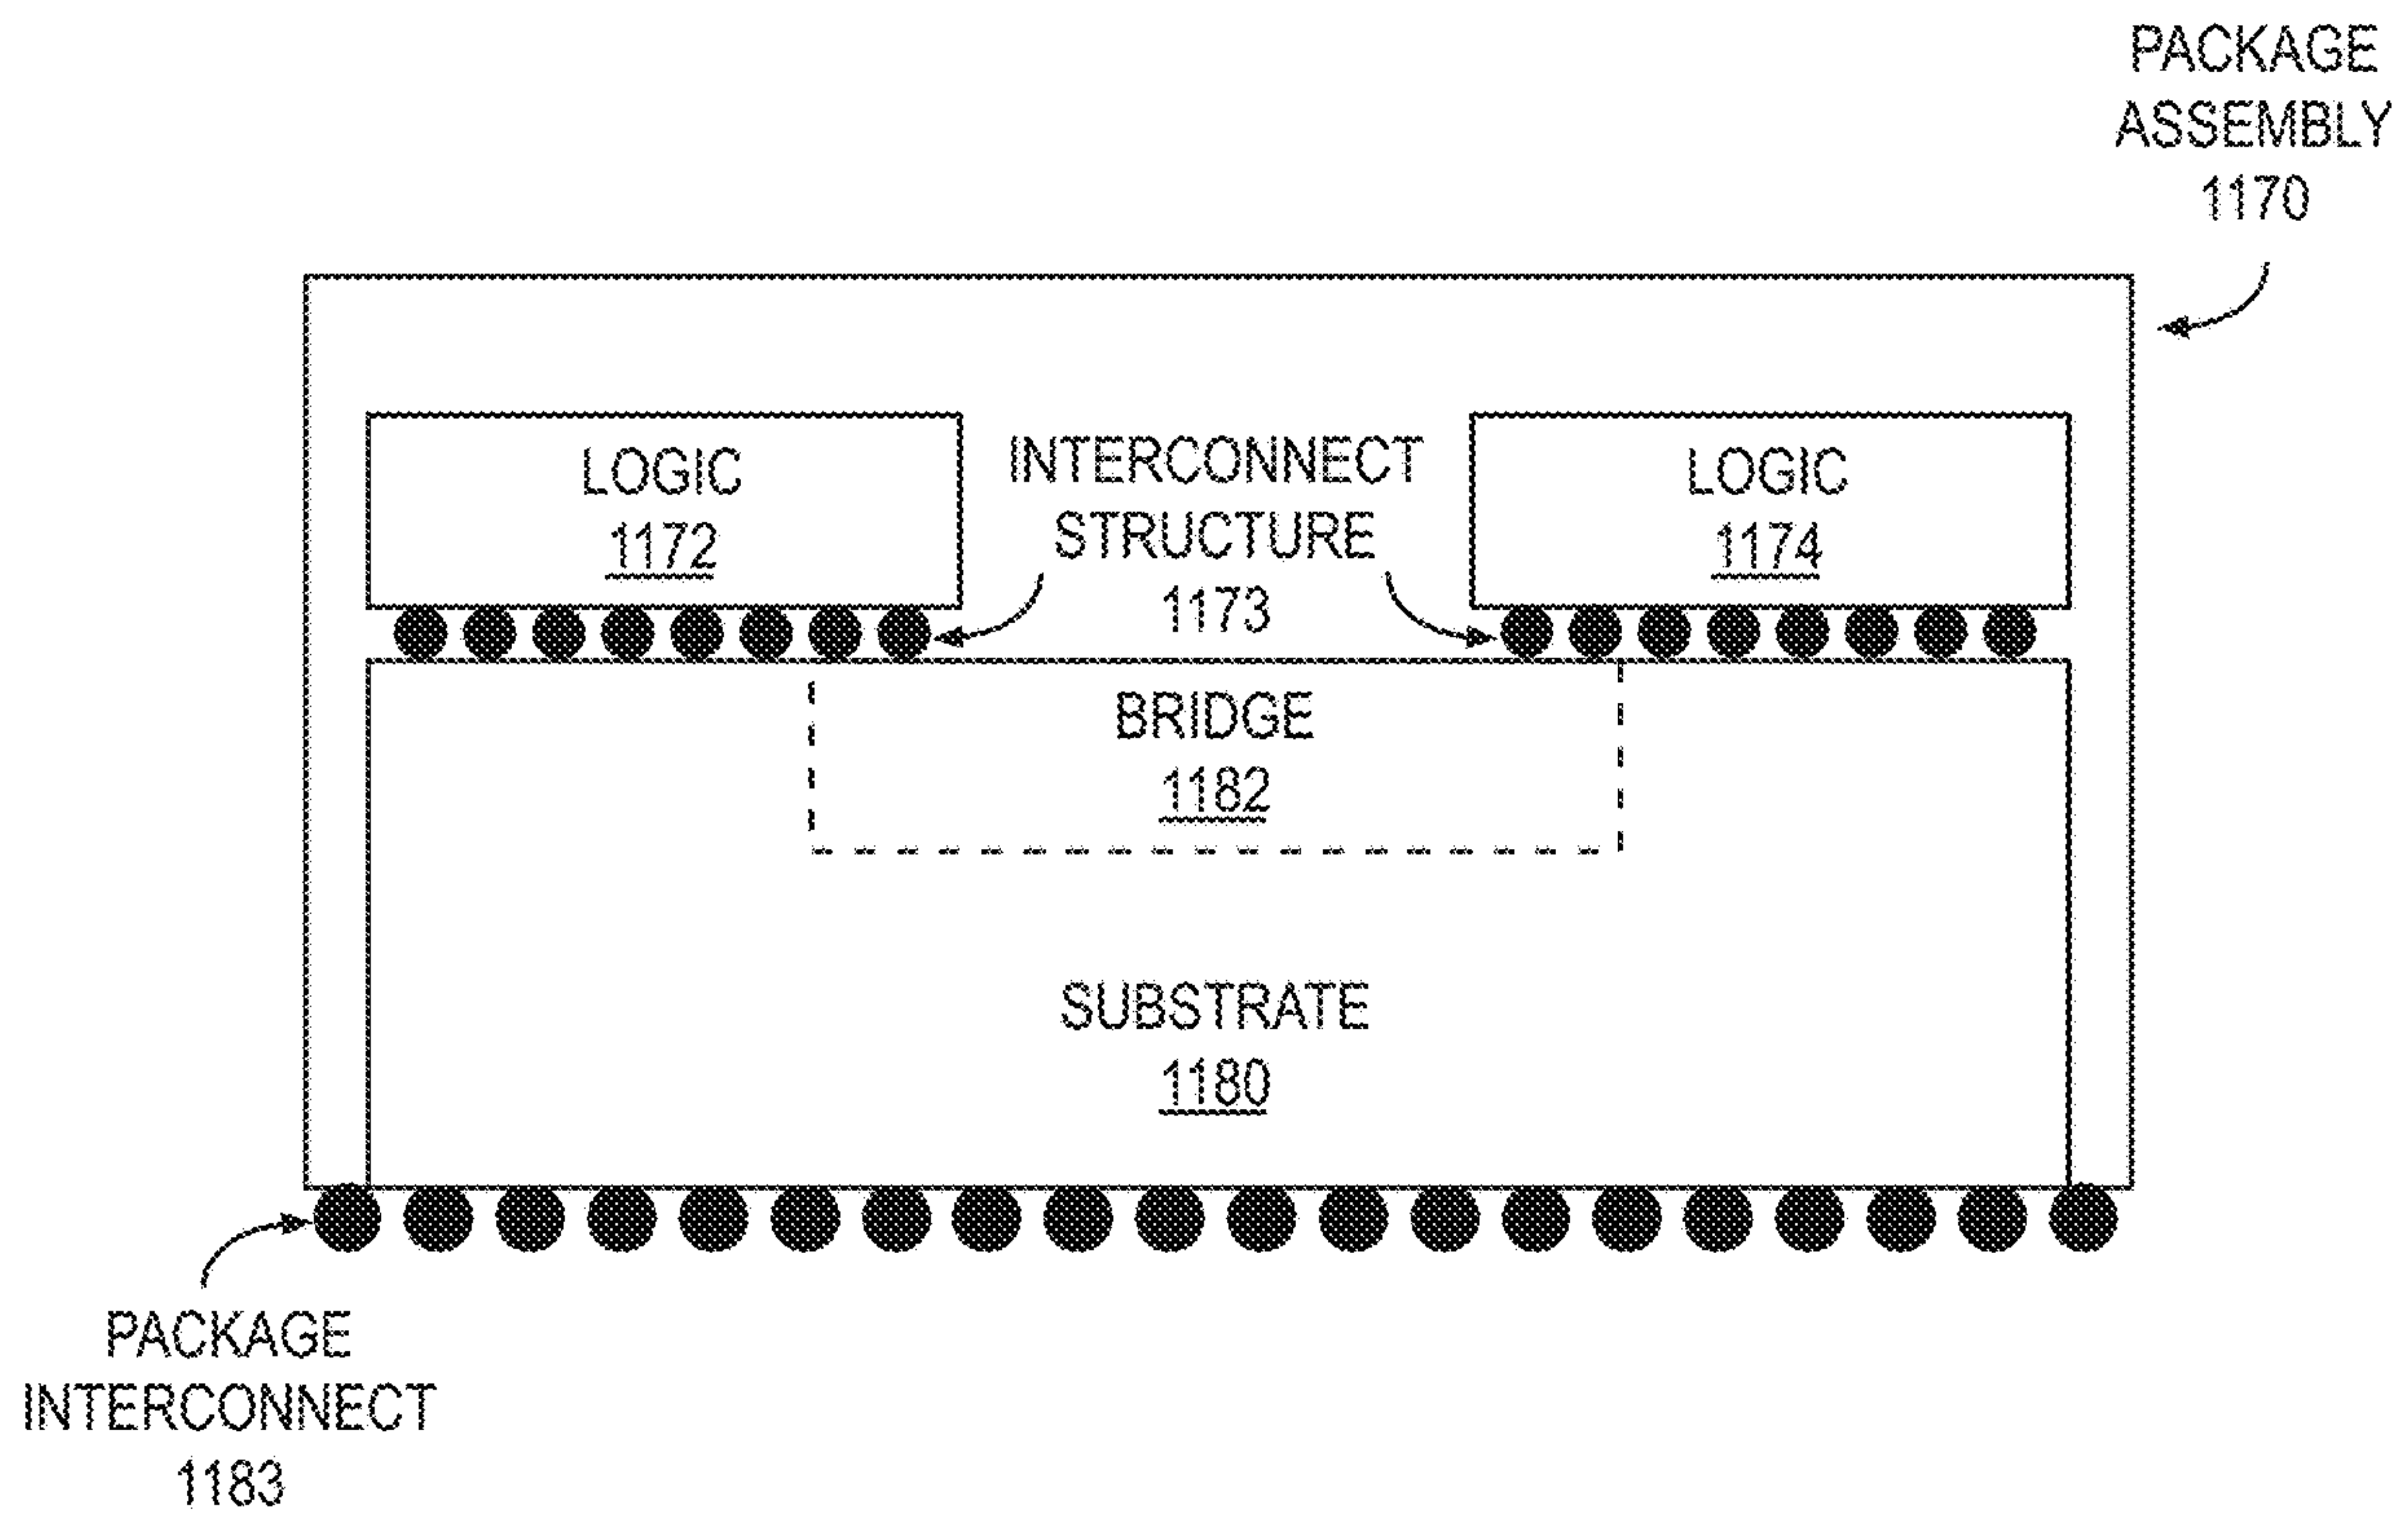 PACKAGE
ASSEMBLY
1170
LOGIC
1172
INTERCONNECT
STRUCTURE
1173
LOGIC
1174
BRIDGE
1182
SUBSTRATE
1180
PACKAGE
INTERCONNECT
1183